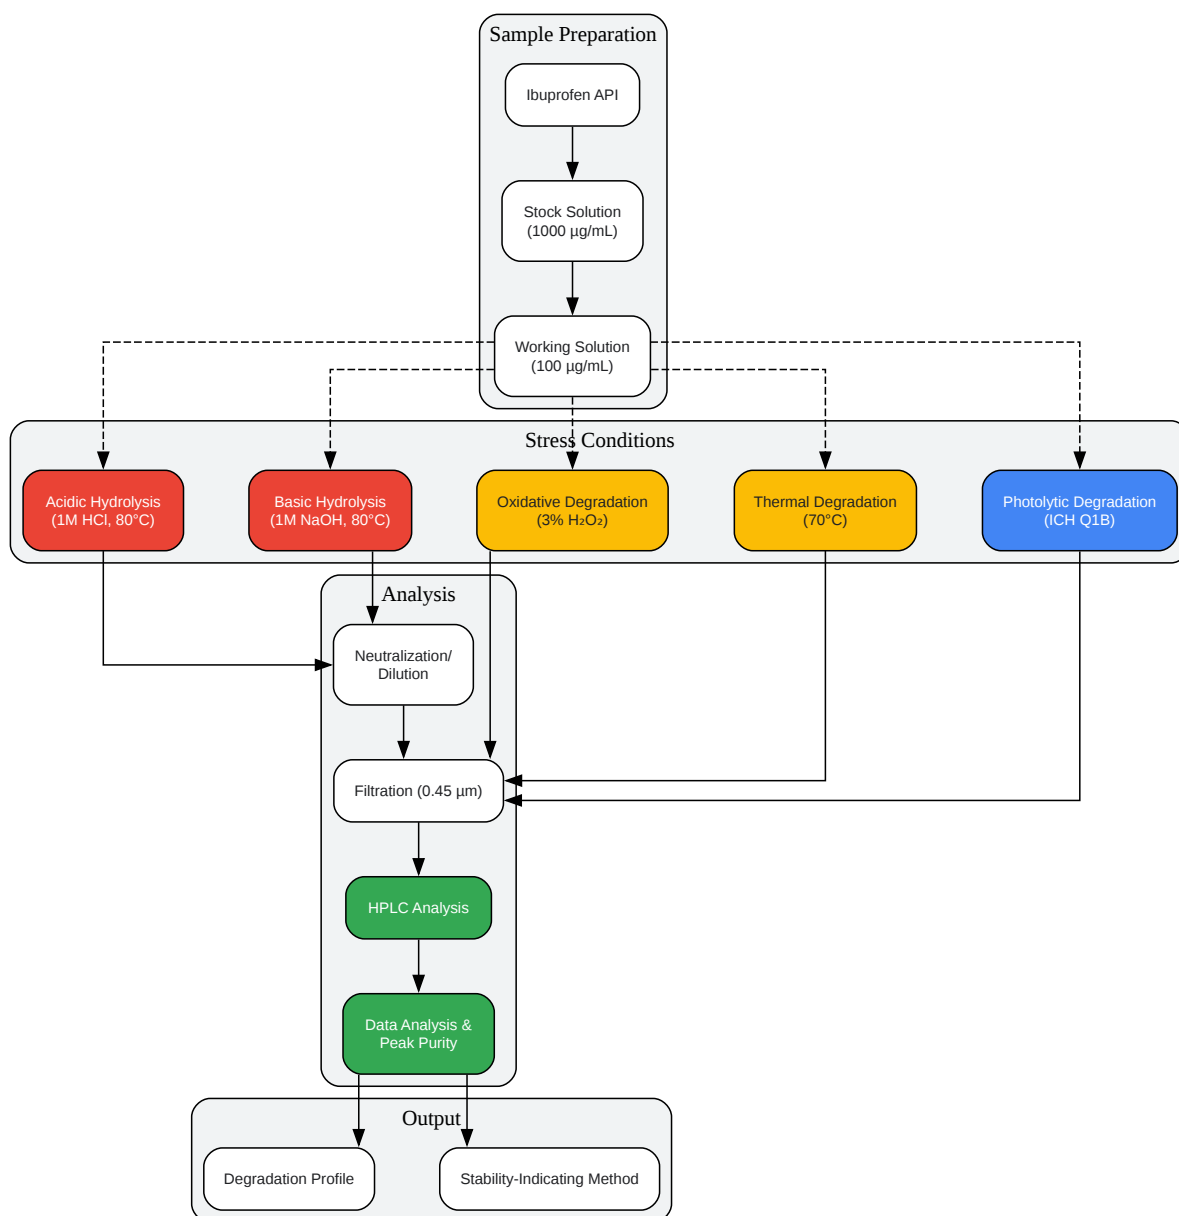 Sample Preparation
Ibuprofen API
Stock Solution
(1000 µg/mL)
Working Solution
(100 µg/mL)
Stress Conditions
Acidic Hydrolysis
(1M HCl, 80°C)
Basic Hydrolysis
(1M NaOH, 80°C)
Oxidative Degradation
(3% H₂O₂)
Thermal Degradation
(70°C)
Photolytic Degradation
(ICH Q1B)
Analysis
Neutralization/
Dilution
Filtration (0.45 µm)
HPLC Analysis
Data Analysis &
Peak Purity
Output
Degradation Profile
Stability-Indicating Method